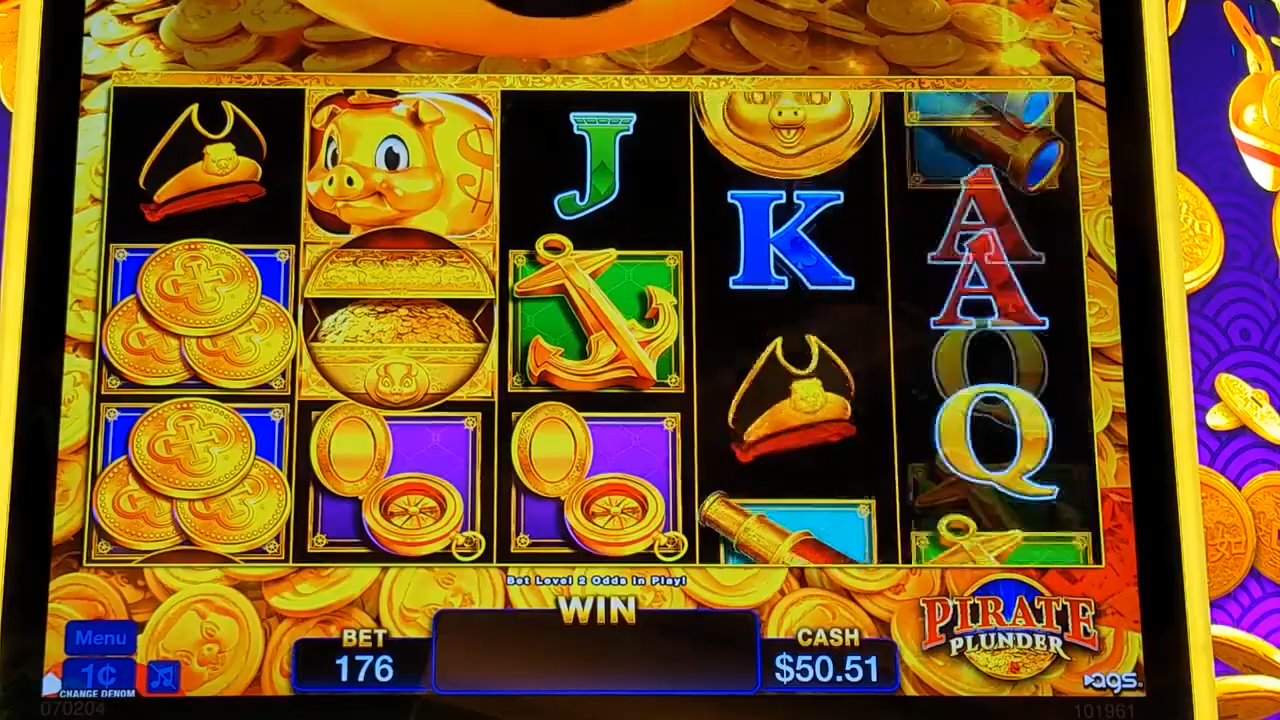 $
J
K
A
A
Q
Q
Bet Level 2 Odds in Play!
WIN
Menu
BET
176
CASH
$50.51
PIRATE
PLUNDER
1¢
CHANGE DENOM
ags.
070204
101961